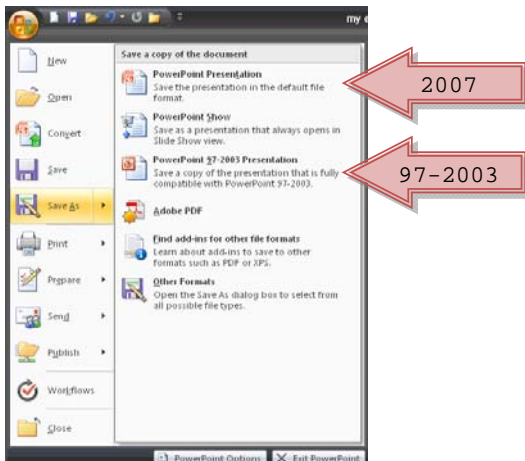 my
Save a copy of the document
New
PowerPoint Presentation
Save the presentation in the default file
format.
2007
Open
PowerPoint Show
Save as a presentation that always opens in
Slide Show view.
Convert
PowerPoint 97-2003 Presentation
Save a copy of the presentation that is fully
compatible with PowerPoint 97-2003.
97-2003
Save
Save As
Adobe PDF
Print
Find add-ins for other file formats
Learn about add-ins to save to other
formats such as PDF or XPS.
Prepare
Other Formats
Open the Save As dialog box to select from
all possible file types.
Send
Publish
Workflows
Close
PowerPoint Options
Exit PowerPoint